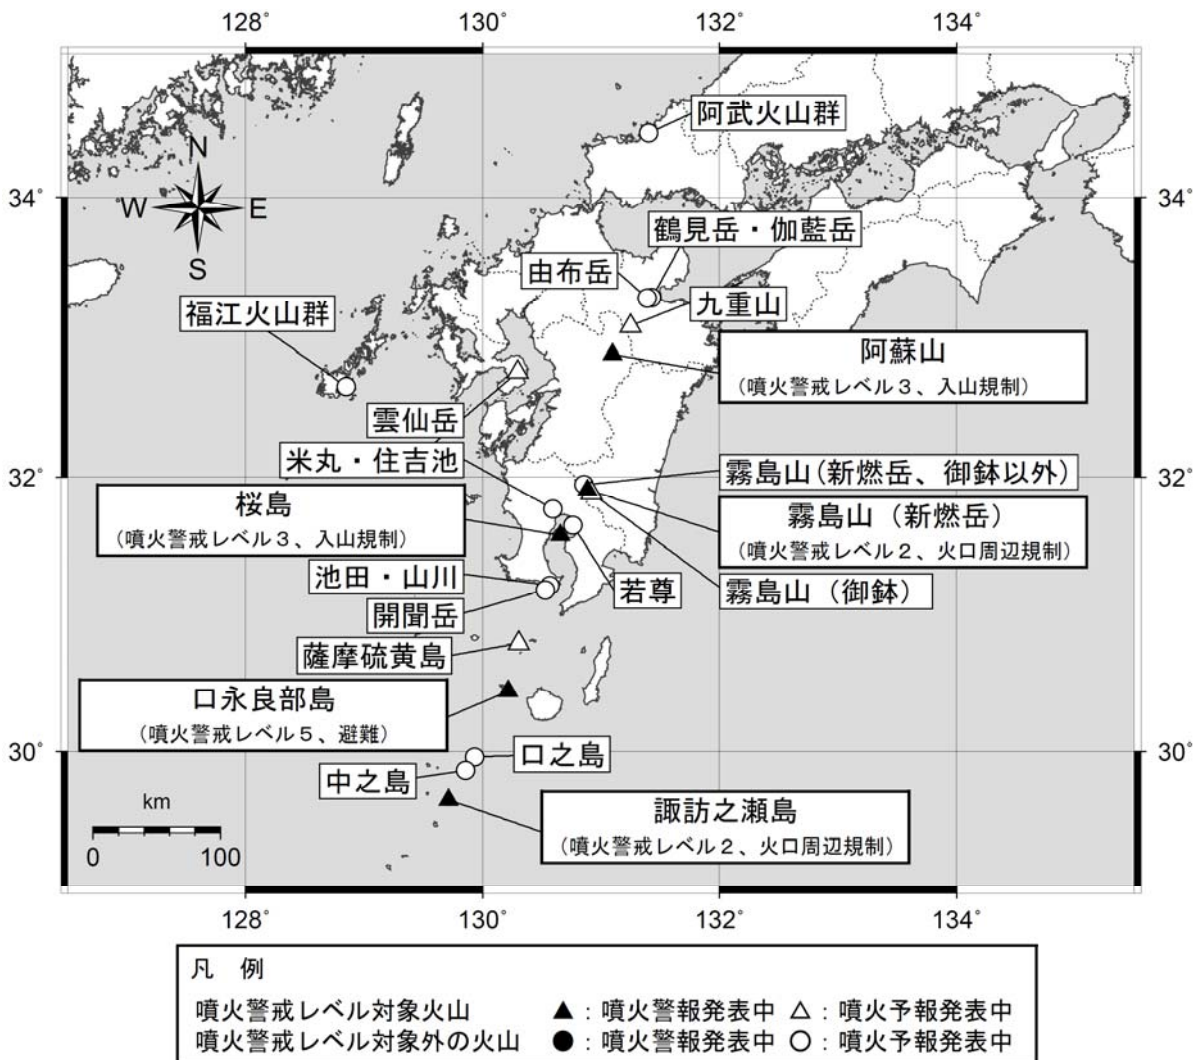 128°
130°
132°
134°
阿武火山群
N
34°
W
E
34°
S
鶴見岳・伽藍岳
由布岳
九重山
福江火山群
阿蘇山
(噴火警戒レベル3、入山規制)
雲仙岳
米丸・住吉池
32°
霧島山(新燃岳、御鉢以外)
32°
桜島
(噴火警戒レベル3、入山規制)
霧島山（新燃岳）
(噴火警戒レベル2、火口周辺規制)
池田・山川
若尊
霧島山（御鉢）
開聞岳
薩摩硫黄島
口永良部島
(噴火警戒レベル5、避難)
30°
口之島
30°
中之島
km
0
100
諏訪之瀬島
(噴火警戒レベル2、火口周辺規制)
128°
130°
132°
134°
凡 例
噴火警戒レベル対象火山 ▲：噴火警報発表中 △：噴火予報発表中
噴火警戒レベル対象外の火山 ●：噴火警報発表中 ○：噴火予報発表中